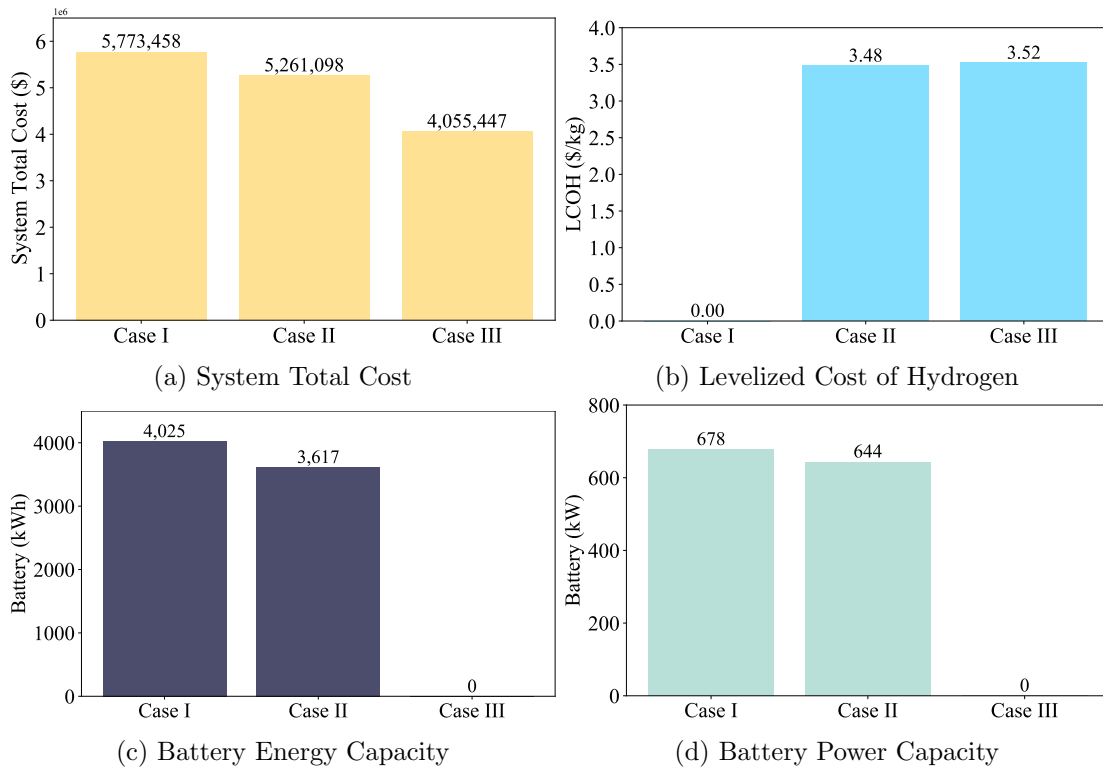 1e6
System Total Cost ($)
6
5
4
3
2
1
0
5,773,458
5,261,098
4,055,447
Case I
Case II
Case III
(a) System Total Cost
LCOH ($/kg)
4.0
3.5
3.0
2.5
2.0
1.5
1.0
0.5
0.0
0.00
3.48
3.52
Case I
Case II
Case III
(b) Levelized Cost of Hydrogen
Battery (kWh)
4000
3000
2000
1000
0
4,025
3,617
0
Case I
Case II
Case III
(c) Battery Energy Capacity
Battery (kW)
800
600
400
200
0
678
644
0
Case I
Case II
Case III
(d) Battery Power Capacity